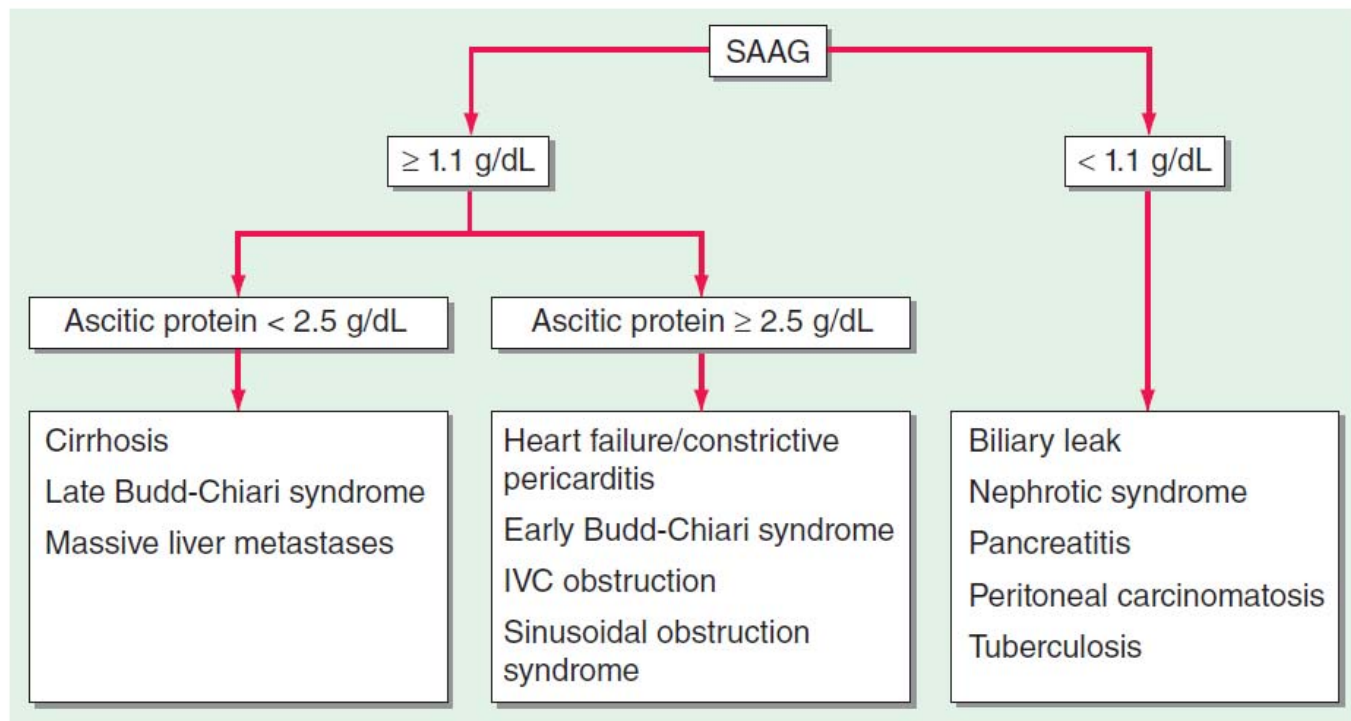 SAAG
≥ 1.1 g/dL
< 1.1 g/dL
Ascitic protein < 2.5 g/dL
Ascitic protein ≥ 2.5 g/dL
Cirrhosis
Late Budd-Chiari syndrome
Massive liver metastases
Heart failure/constrictive
pericarditis
Early Budd-Chiari syndrome
IVC obstruction
Sinusoidal obstruction
syndrome
Biliary leak
Nephrotic syndrome
Pancreatitis
Peritoneal carcinomatosis
Tuberculosis